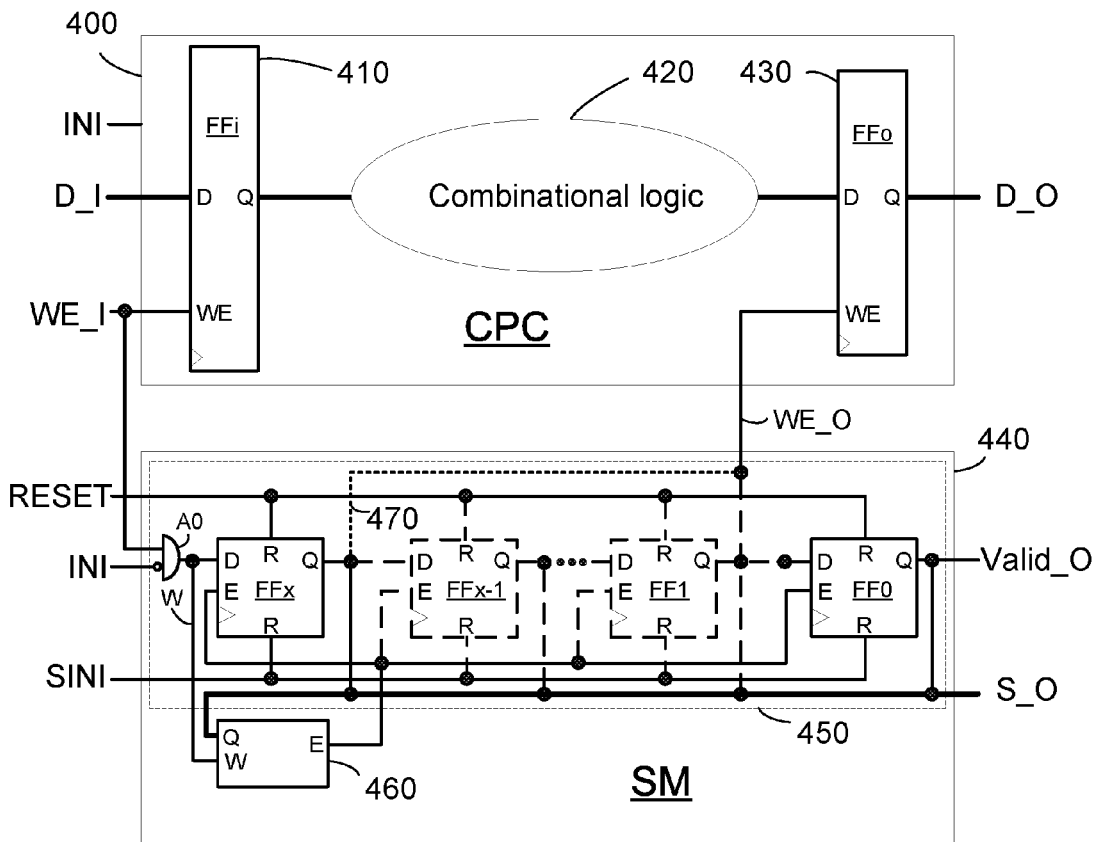 400
410
420
430
INI
FFi
FFo
D_I
D Q
Combinational logic
D Q
D_O
WE_I
WE
CPC
WE
WE_O
440
RESET
A0
470
INI
D R Q
E FFx
R
D R Q
E FFx-1
R
D R Q
E FF1
R
D R Q
E FF0
R
Valid_O
W
SINI
S_O
450
Q E
W
460
SM